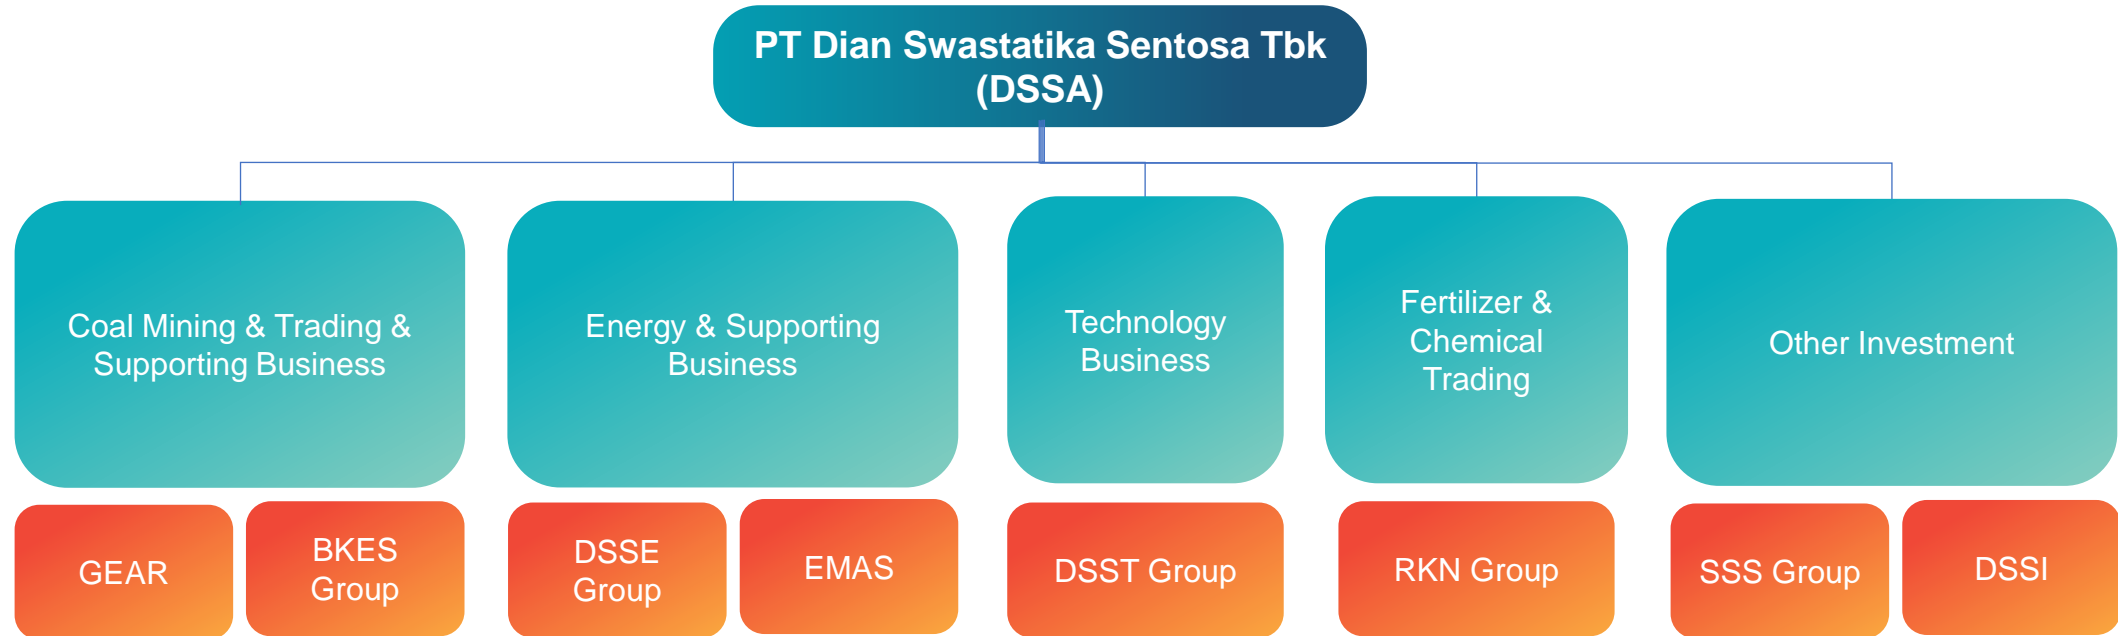 PT Dian Swastatika Sentosa Tbk
(DSSA)
Coal Mining & Trading &
Supporting Business
Energy & Supporting
Business
Technology
Business
Fertilizer &
Chemical
Trading
Other Investment
GEAR
BKES
Group
DSSE
Group
EMAS
DSST Group
RKN Group
SSS Group
DSSI